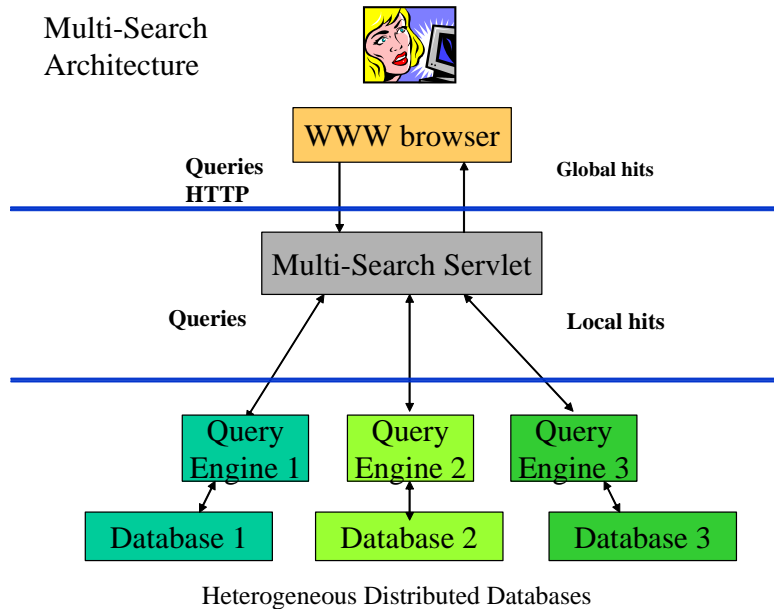 Multi-Search
Architecture
WWW browser
Queries
HTTP
Global hits
Multi-Search Servlet
Queries
Local hits
Query
Engine 1
Query
Engine 2
Query
Engine 3
Database 1
Database 2
Database 3
Heterogeneous Distributed Databases